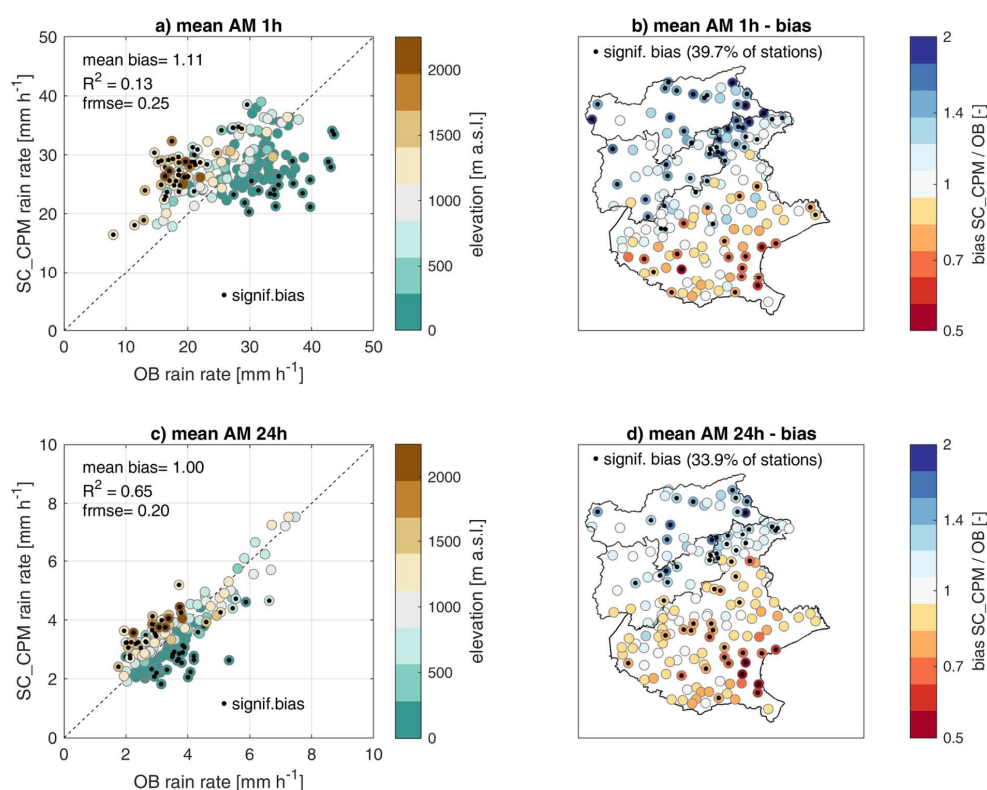 a) mean AM 1h
mean bias= 1.11
R² = 0.13
frmse= 0.25
• signif.bias
50
40
30
20
10
0
SC_CPM rain rate [mm h⁻¹]
0 10 20 30 40 50
OB rain rate [mm h⁻¹]
2000
1500
1000
500
0
elevation [m a.s.l.]
b) mean AM 1h - bias
• signif. bias (39.7% of stations)
2
1.4
1
0.7
0.5
bias SC_CPM / OB [-]
c) mean AM 24h
mean bias= 1.00
R² = 0.65
frmse= 0.20
• signif.bias
10
8
6
4
2
0
SC_CPM rain rate [mm h⁻¹]
0 2 4 6 8 10
OB rain rate [mm h⁻¹]
2000
1500
1000
500
0
elevation [m a.s.l.]
d) mean AM 24h - bias
• signif. bias (33.9% of stations)
2
1.4
1
0.7
0.5
bias SC_CPM / OB [-]